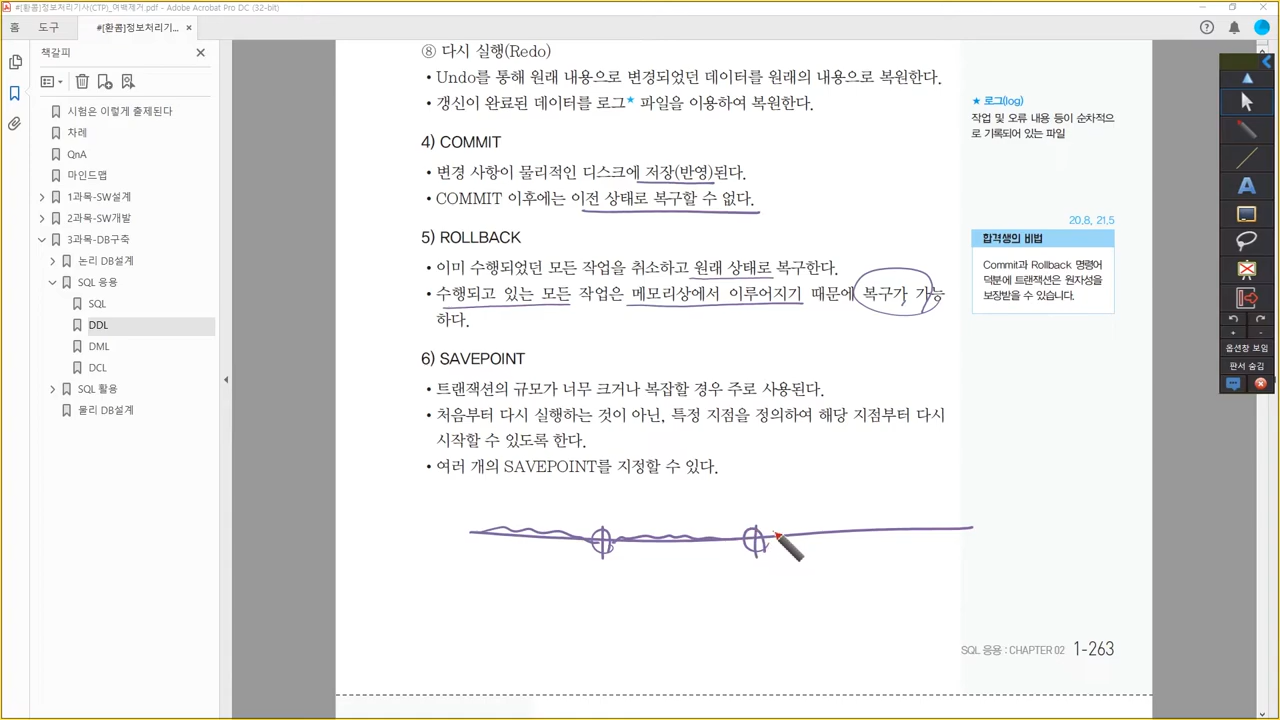 #[환콤]정보처리기사(CTP)_여백제거.pdf - Adobe Acrobat Pro DC (32-bit)
홈 도구 #[환콤]정보처리기... ×
책갈피
시험은 이렇게 출제된다
차례
QnA
마인드맵
1과목-SW설계
2과목-SW개발
3과목-DB구축
논리 DB설계
SQL 응용
SQL
DDL
DML
DCL
SQL 활용
물리 DB설계
⑧ 다시 실행(Redo)
• Undo를 통해 원래 내용으로 변경되었던 데이터를 원래의 내용으로 복원한다.
• 갱신이 완료된 데이터를 로그★ 파일을 이용하여 복원한다.
4) COMMIT
• 변경 사항이 물리적인 디스크에 저장(반영)된다.
• COMMIT 이후에는 이전 상태로 복구할 수 없다.
5) ROLLBACK
• 이미 수행되었던 모든 작업을 취소하고 원래 상태로 복구한다.
• 수행되고 있는 모든 작업은 메모리상에서 이루어지기 때문에 복구가 가능
하다.
6) SAVEPOINT
• 트랜잭션의 규모가 너무 크거나 복잡할 경우 주로 사용된다.
• 처음부터 다시 실행하는 것이 아닌, 특정 지점을 정의하여 해당 지점부터 다시
시작할 수 있도록 한다.
• 여러 개의 SAVEPOINT를 지정할 수 있다.
★ 로그(log)
작업 및 오류 내용 등이 순차적으
로 기록되어 있는 파일
20.8, 21.5
합격생의 비법
Commit과 Rollback 명령어
덕분에 트랜잭션은 원자성을
보장받을 수 있습니다.
SQL 응용 : CHAPTER 02 1-263
옵션창 보임
판서 숨김